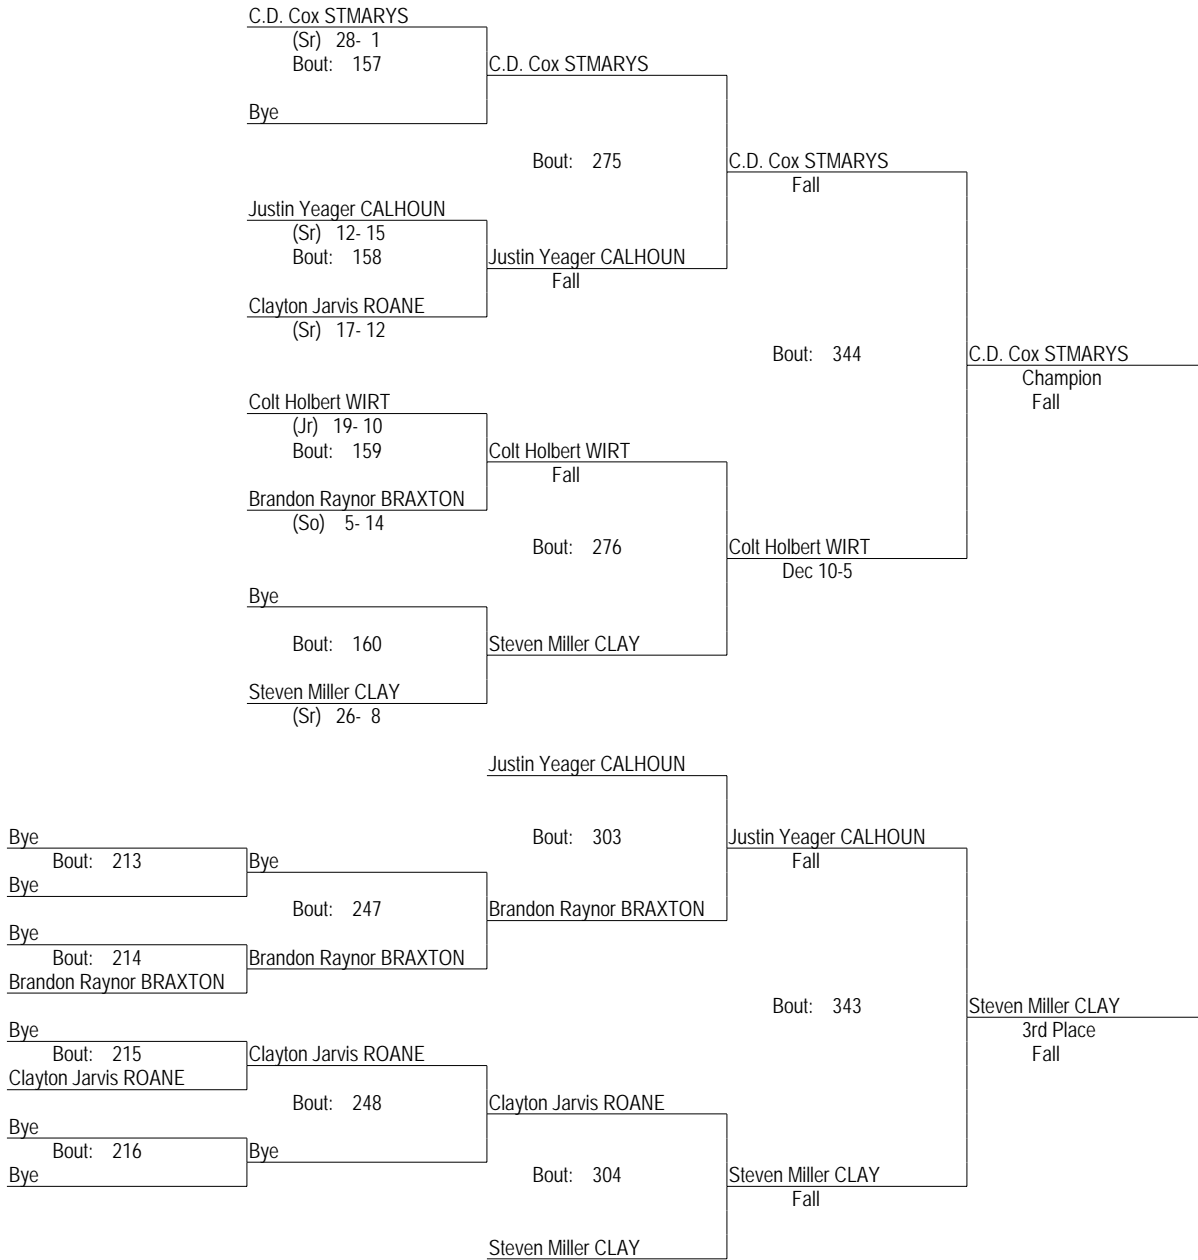 C.D. Cox STMARYS
(Sr) 28- 1
Bout: 157
C.D. Cox STMARYS
Bye
Bout: 275
C.D. Cox STMARYS
Fall
Justin Yeager CALHOUN
(Sr) 12- 15
Bout: 158
Justin Yeager CALHOUN
Fall
Clayton Jarvis ROANE
(Sr) 17- 12
Bout: 344
C.D. Cox STMARYS
Champion
Fall
Colt Holbert WIRT
(Jr) 19- 10
Bout: 159
Colt Holbert WIRT
Fall
Brandon Raynor BRAXTON
(So) 5- 14
Bout: 276
Colt Holbert WIRT
Dec 10-5
Bye
Bout: 160
Steven Miller CLAY
Steven Miller CLAY
(Sr) 26- 8
Justin Yeager CALHOUN
Bout: 303
Justin Yeager CALHOUN
Fall
Bye
Bout: 213
Bye
Bye
Bout: 247
Brandon Raynor BRAXTON
Bye
Bout: 214
Brandon Raynor BRAXTON
Brandon Raynor BRAXTON
Bout: 343
Steven Miller CLAY
3rd Place
Fall
Bye
Bout: 215
Clayton Jarvis ROANE
Clayton Jarvis ROANE
Bout: 248
Clayton Jarvis ROANE
Bye
Bout: 216
Bye
Bye
Bout: 304
Steven Miller CLAY
Fall
Steven Miller CLAY